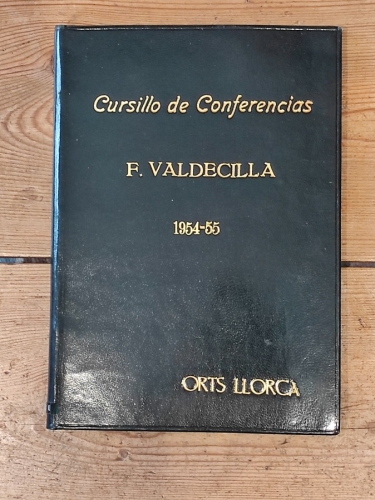 Cursillo de Conferencias
F. VALDECILLA
1954-55
ORTS LLORCA